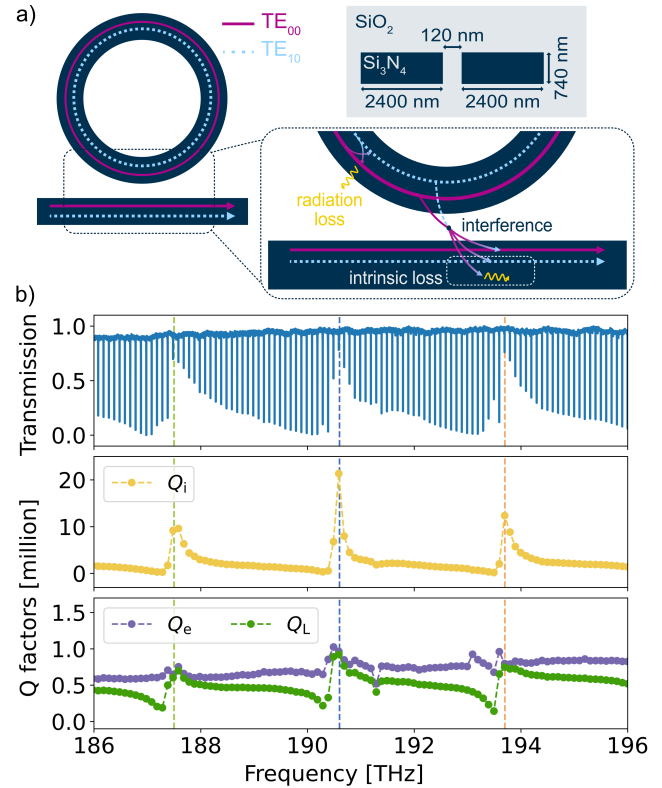 a)
TE₀₀
TE₁₀
SiO₂
120 nm
Si₃N₄
740 nm
2400 nm 2400 nm
radiation
loss
interference
intrinsic loss
b)
Transmission
1.0
0.5
0.0
Q factors [million]
20
10
0
Qᵢ
1.5
1.0
0.5
0.0
Qₑ
Q_L
186 188 190 192 194 196
Frequency [THz]